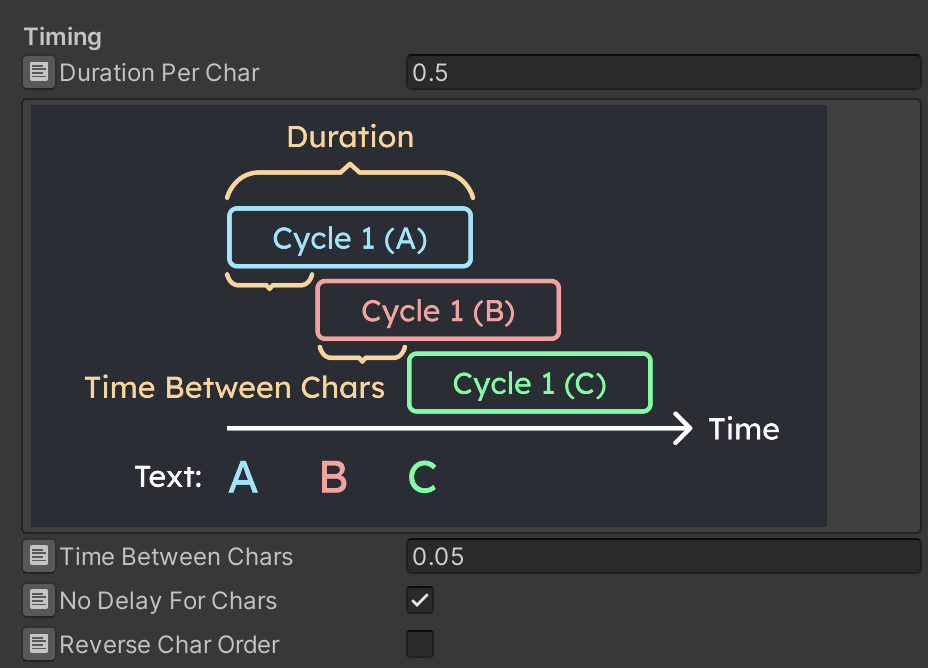 Timing
Duration Per Char 0.5
Duration
Cycle 1 (A)
Cycle 1 (B)
Time Between Chars Cycle 1 (C)
Time
Text: A B C
Time Between Chars 0.05
No Delay For Chars
Reverse Char Order